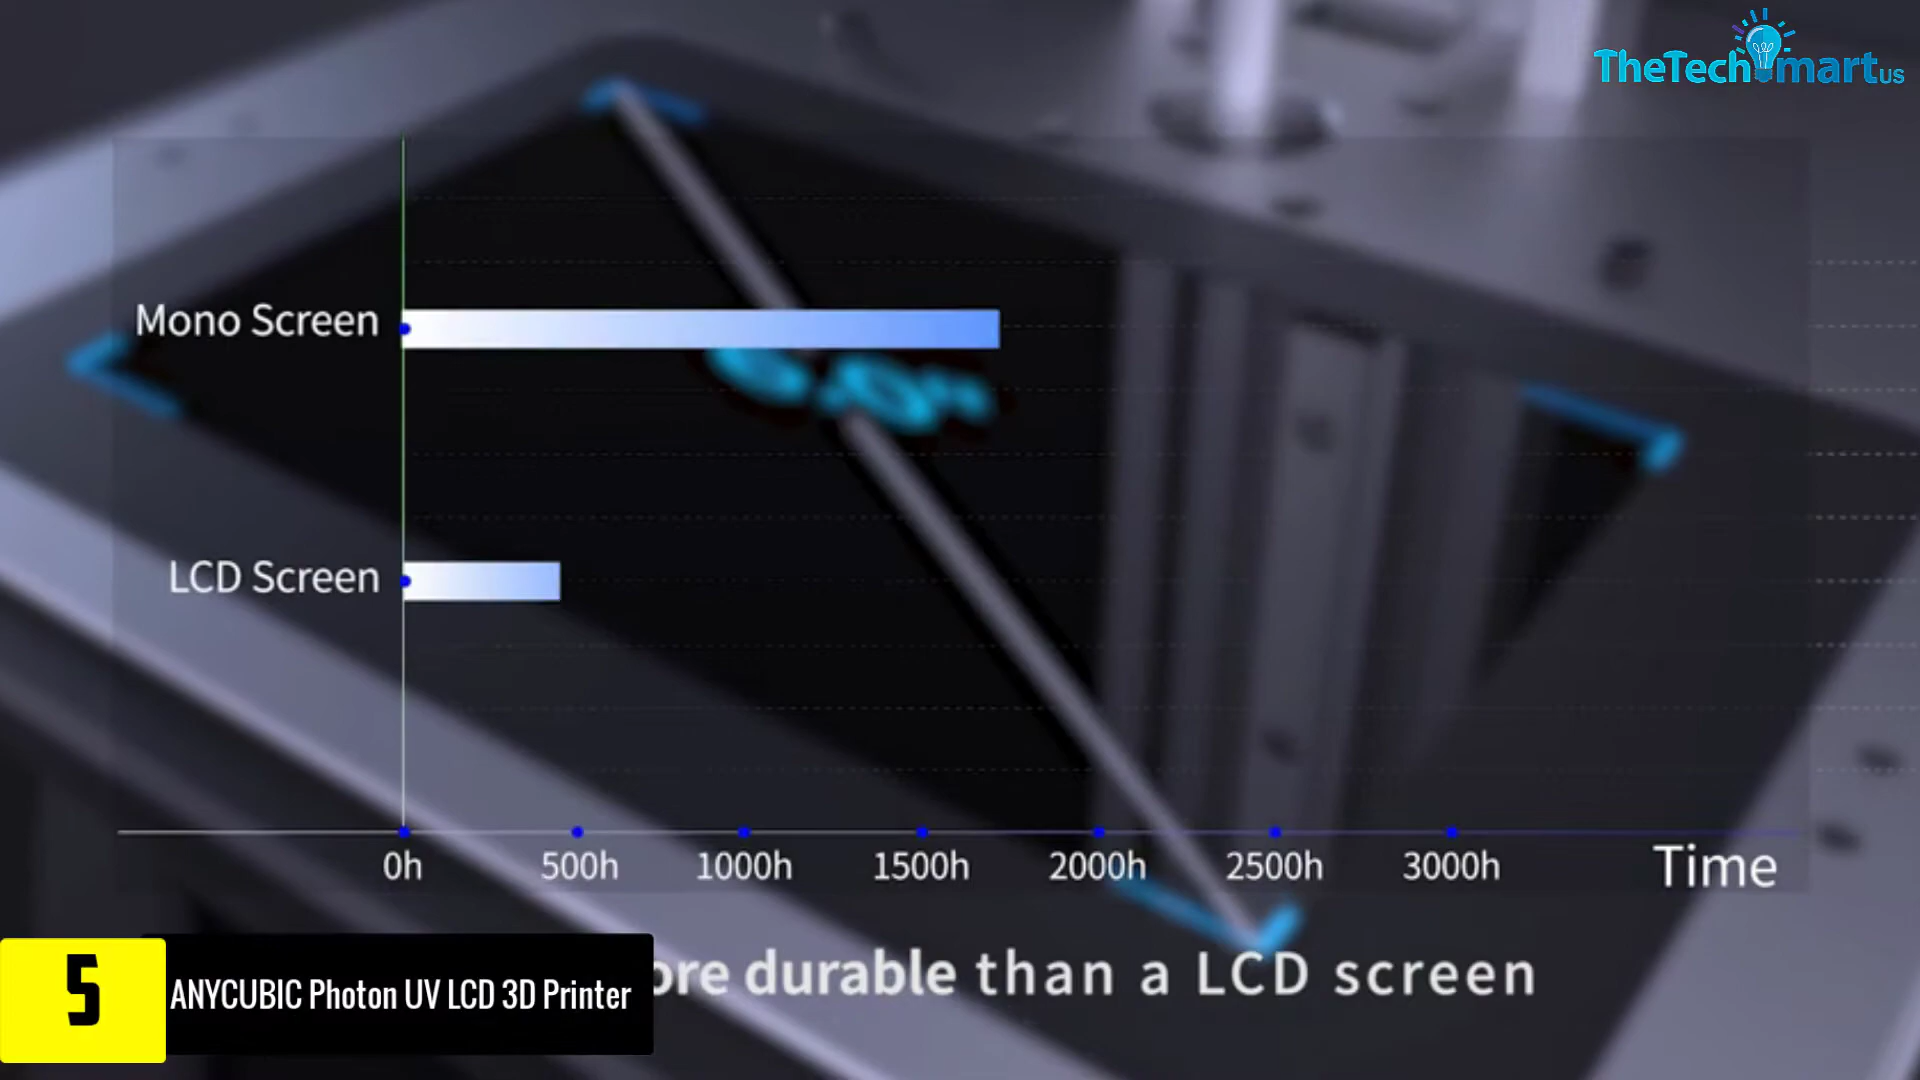 TheTechSmart US
Mono Screen
LCD Screen
0h 500h 1000h 1500h 2000h 2500h 3000h Time
ore durable than a LCD screen
5 ANYCUBIC Photon UV LCD 3D Printer